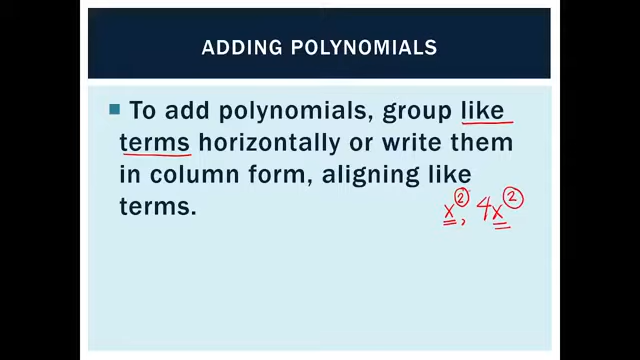 ADDING POLYNOMIALS
To add polynomials, group like
terms horizontally or write them
in column form, aligning like
terms.
x², 4x²